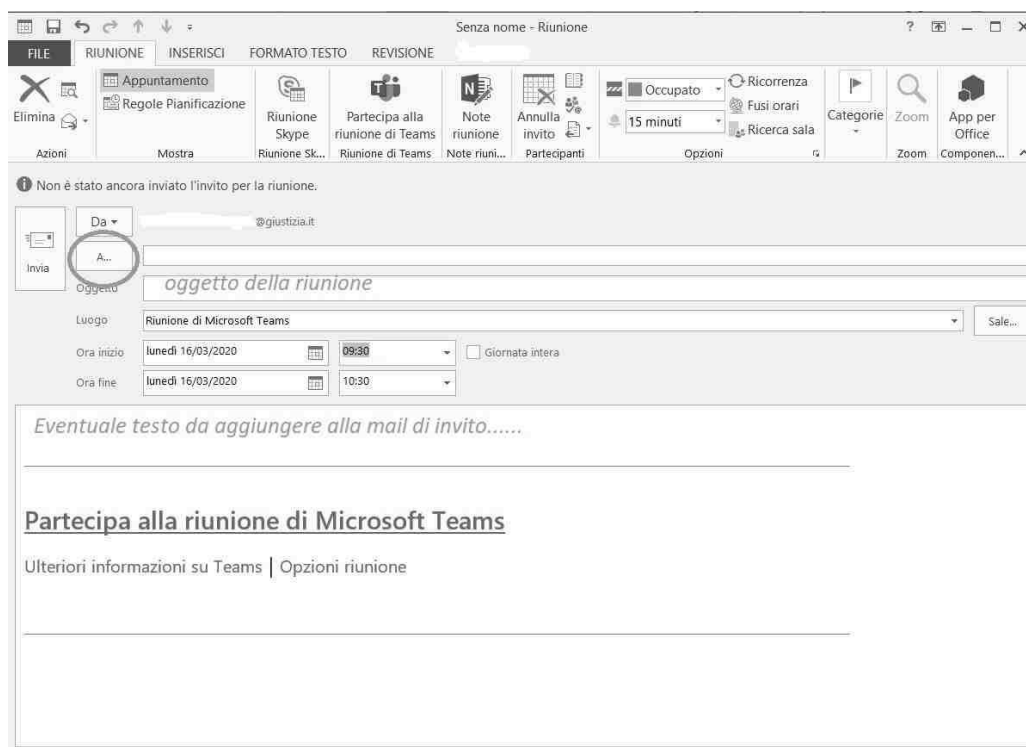 Senza nome - Riunione
FILE RIUNIONE INSERISCI FORMATO TESTO REVISIONE
Elimina
Azioni
Appuntamento
Regole Pianificazione
Mostra
Riunione
Skype
Riunione Sk...
Partecipa alla
riunione di Teams
Riunione di Teams
Note
riunione
Note riuni...
Annulla
invito
Partecipanti
Occupato
15 minuti
Ricorrenza
Fusi orari
Ricerca sala
Opzioni
Categorie
Zoom
Zoom
App per
Office
Componen...
Non è stato ancora inviato l'invito per la riunione.
Invia
Da @giustizia.it
A...
Oggetto oggetto della riunione
Luogo Riunione di Microsoft Teams Sale...
Ora inizio lunedì 16/03/2020 09:30 Giornata intera
Ora fine lunedì 16/03/2020 10:30
Eventuale testo da aggiungere alla mail di invito......
Partecipa alla riunione di Microsoft Teams
Ulteriori informazioni su Teams | Opzioni riunione